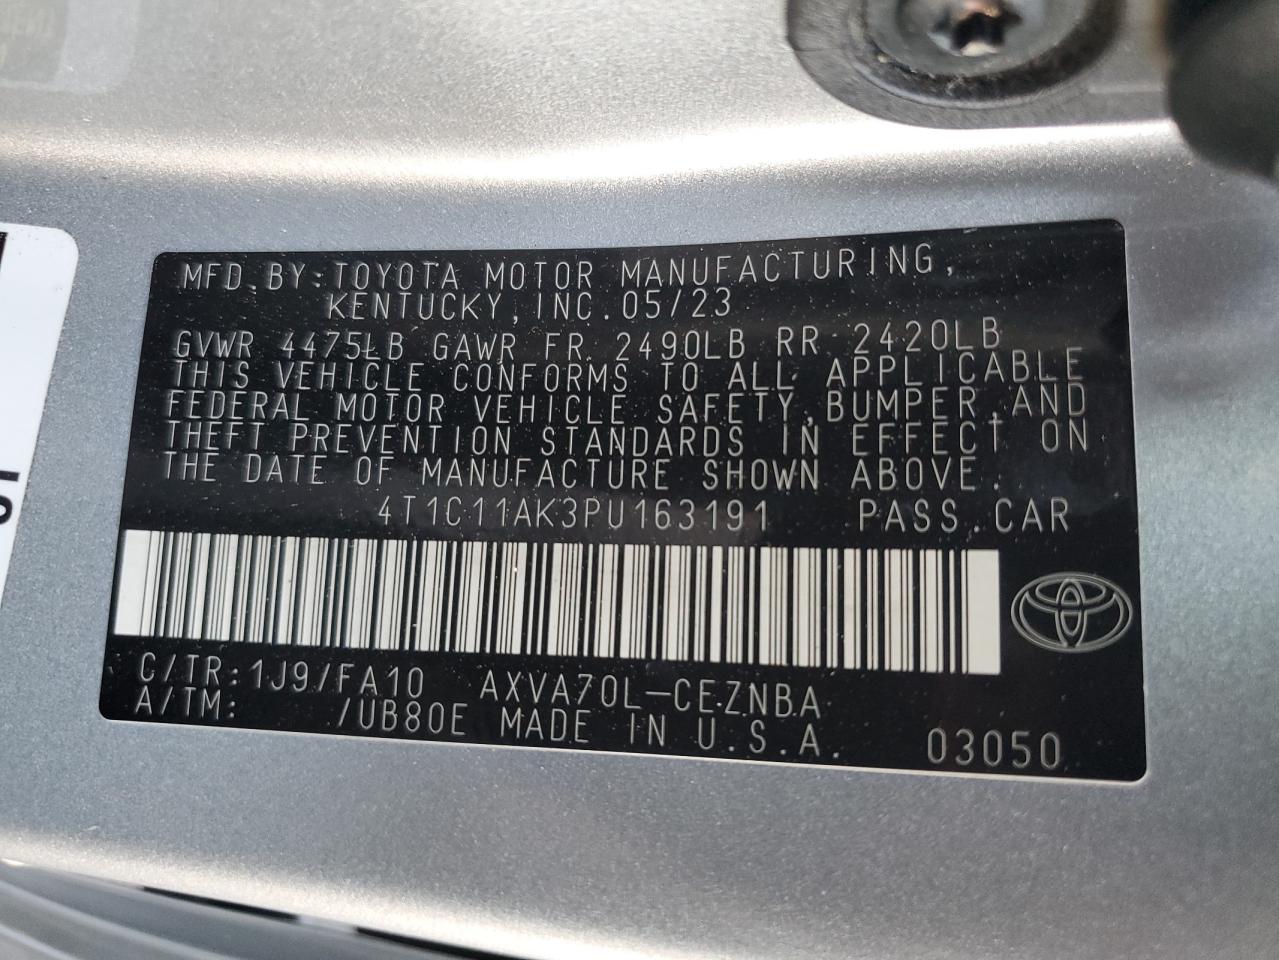 MFD. BY: TOYOTA MOTOR MANUFACTURING,
KENTUCKY, INC. 05/23
GVWR 4475LB GAWR FR. 2490LB RR 2420LB
THIS VEHICLE CONFORMS TO ALL APPLICABLE
FEDERAL MOTOR VEHICLE SAFETY, BUMPER, AND
THEFT PREVENTION STANDARDS IN EFFECT ON
THE DATE OF MANUFACTURE SHOWN ABOVE.
4T1C11AK3PU163191 PASS. CAR
C/TR: 1J9/FA10 AXVA70L-CEZNBA
A/TM: /UB80E MADE IN U.S.A. 03050